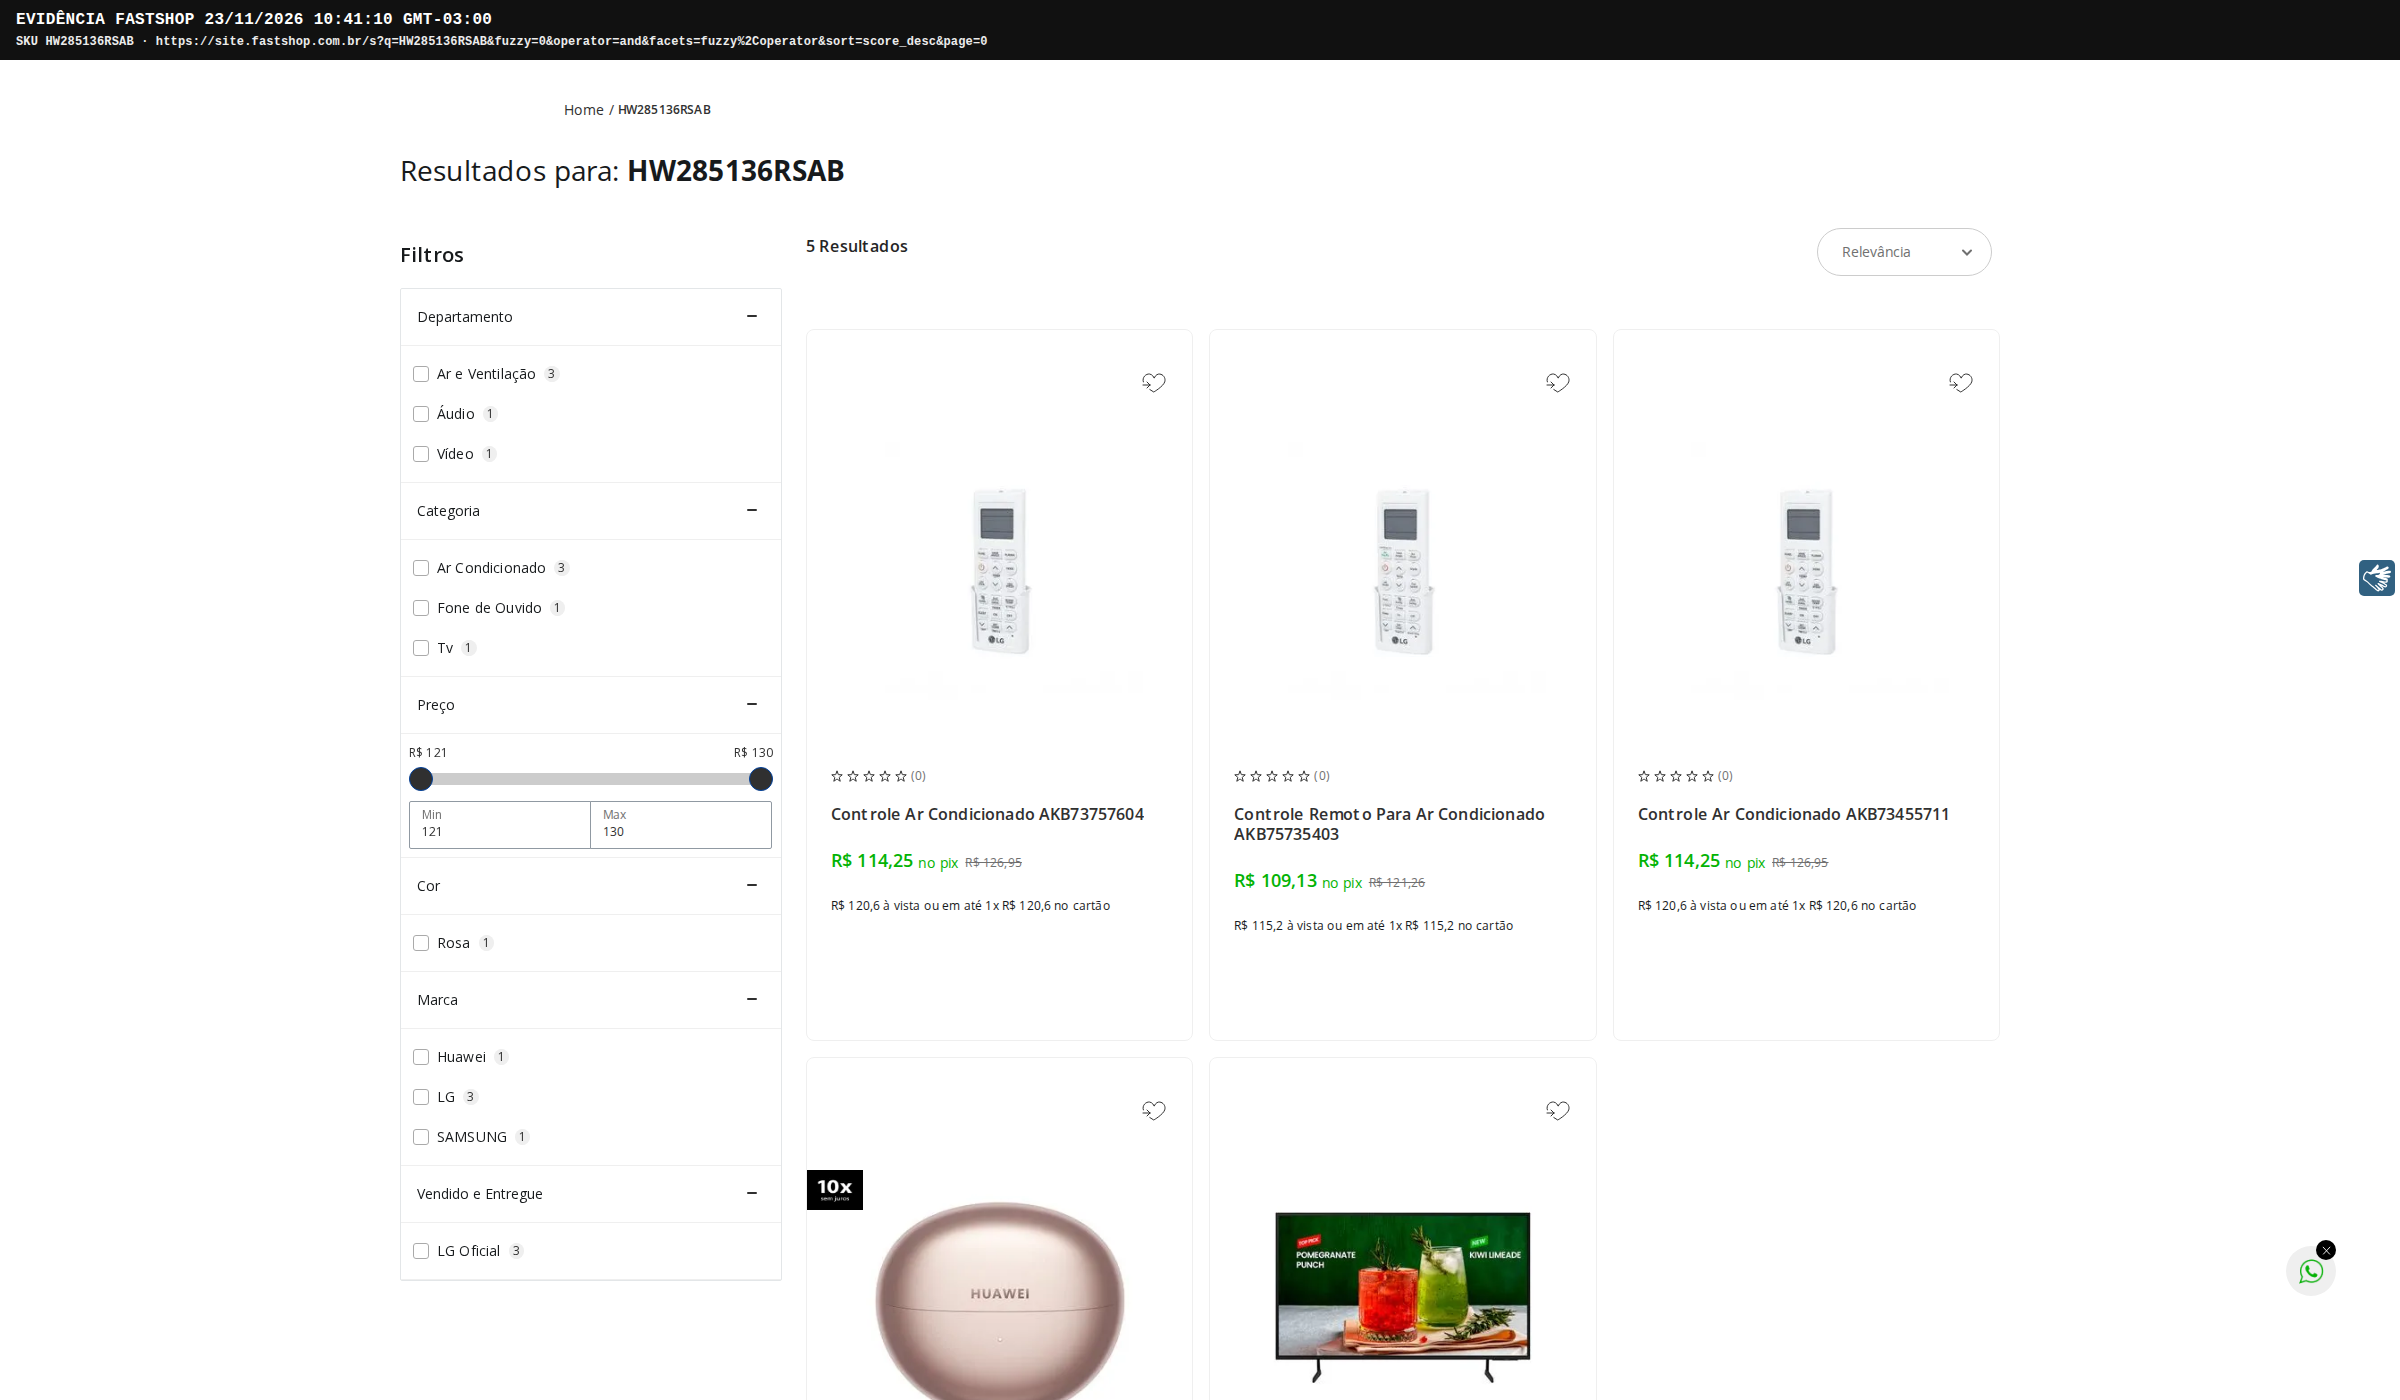 EVIDÊNCIA FASTSHOP 23/11/2026 10:41:10 GMT-03:00
SKU HW285136RSAB · https://site.fastshop.com.br/s?q=HW285136RSAB&fuzzy=0&operator=and&facets=fuzzy%2Coperator&sort=score_desc&page=0
Home / HW285136RSAB
Resultados para: HW285136RSAB
Filtros
5 Resultados
Relevância
Departamento
Ar e Ventilação 3
Áudio 1
Vídeo 1
Categoria
Ar Condicionado 3
Fone de Ouvido 1
Tv 1
Preço
R$ 121 R$ 130
Min
121
Max
130
Cor
Rosa 1
Marca
Huawei 1
LG 3
SAMSUNG 1
Vendido e Entregue
LG Oficial 3
LG
(0)
Controle Ar Condicionado AKB73757604
R$ 114,25 no pix R$ 126,95
R$ 120,6 à vista ou em até 1x R$ 120,6 no cartão
LG
(0)
Controle Remoto Para Ar Condicionado
AKB75735403
R$ 109,13 no pix R$ 121,26
R$ 115,2 à vista ou em até 1x R$ 115,2 no cartão
LG
(0)
Controle Ar Condicionado AKB73455711
R$ 114,25 no pix R$ 126,95
R$ 120,6 à vista ou em até 1x R$ 120,6 no cartão
10x
sem juros
HUAWEI
TOP PICK
POMEGRANATE
PUNCH
NEW
KIWI LIMEADE